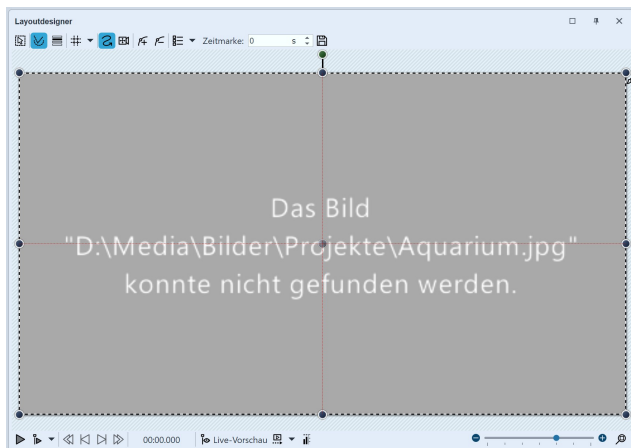 Layoutdesigner
Zeitmarke: 0 s
Das Bild
"D:\Media\Bilder\Projekte\Aquarium.jpg"
konnte nicht gefunden werden.
00:00.000
Live-Vorschau